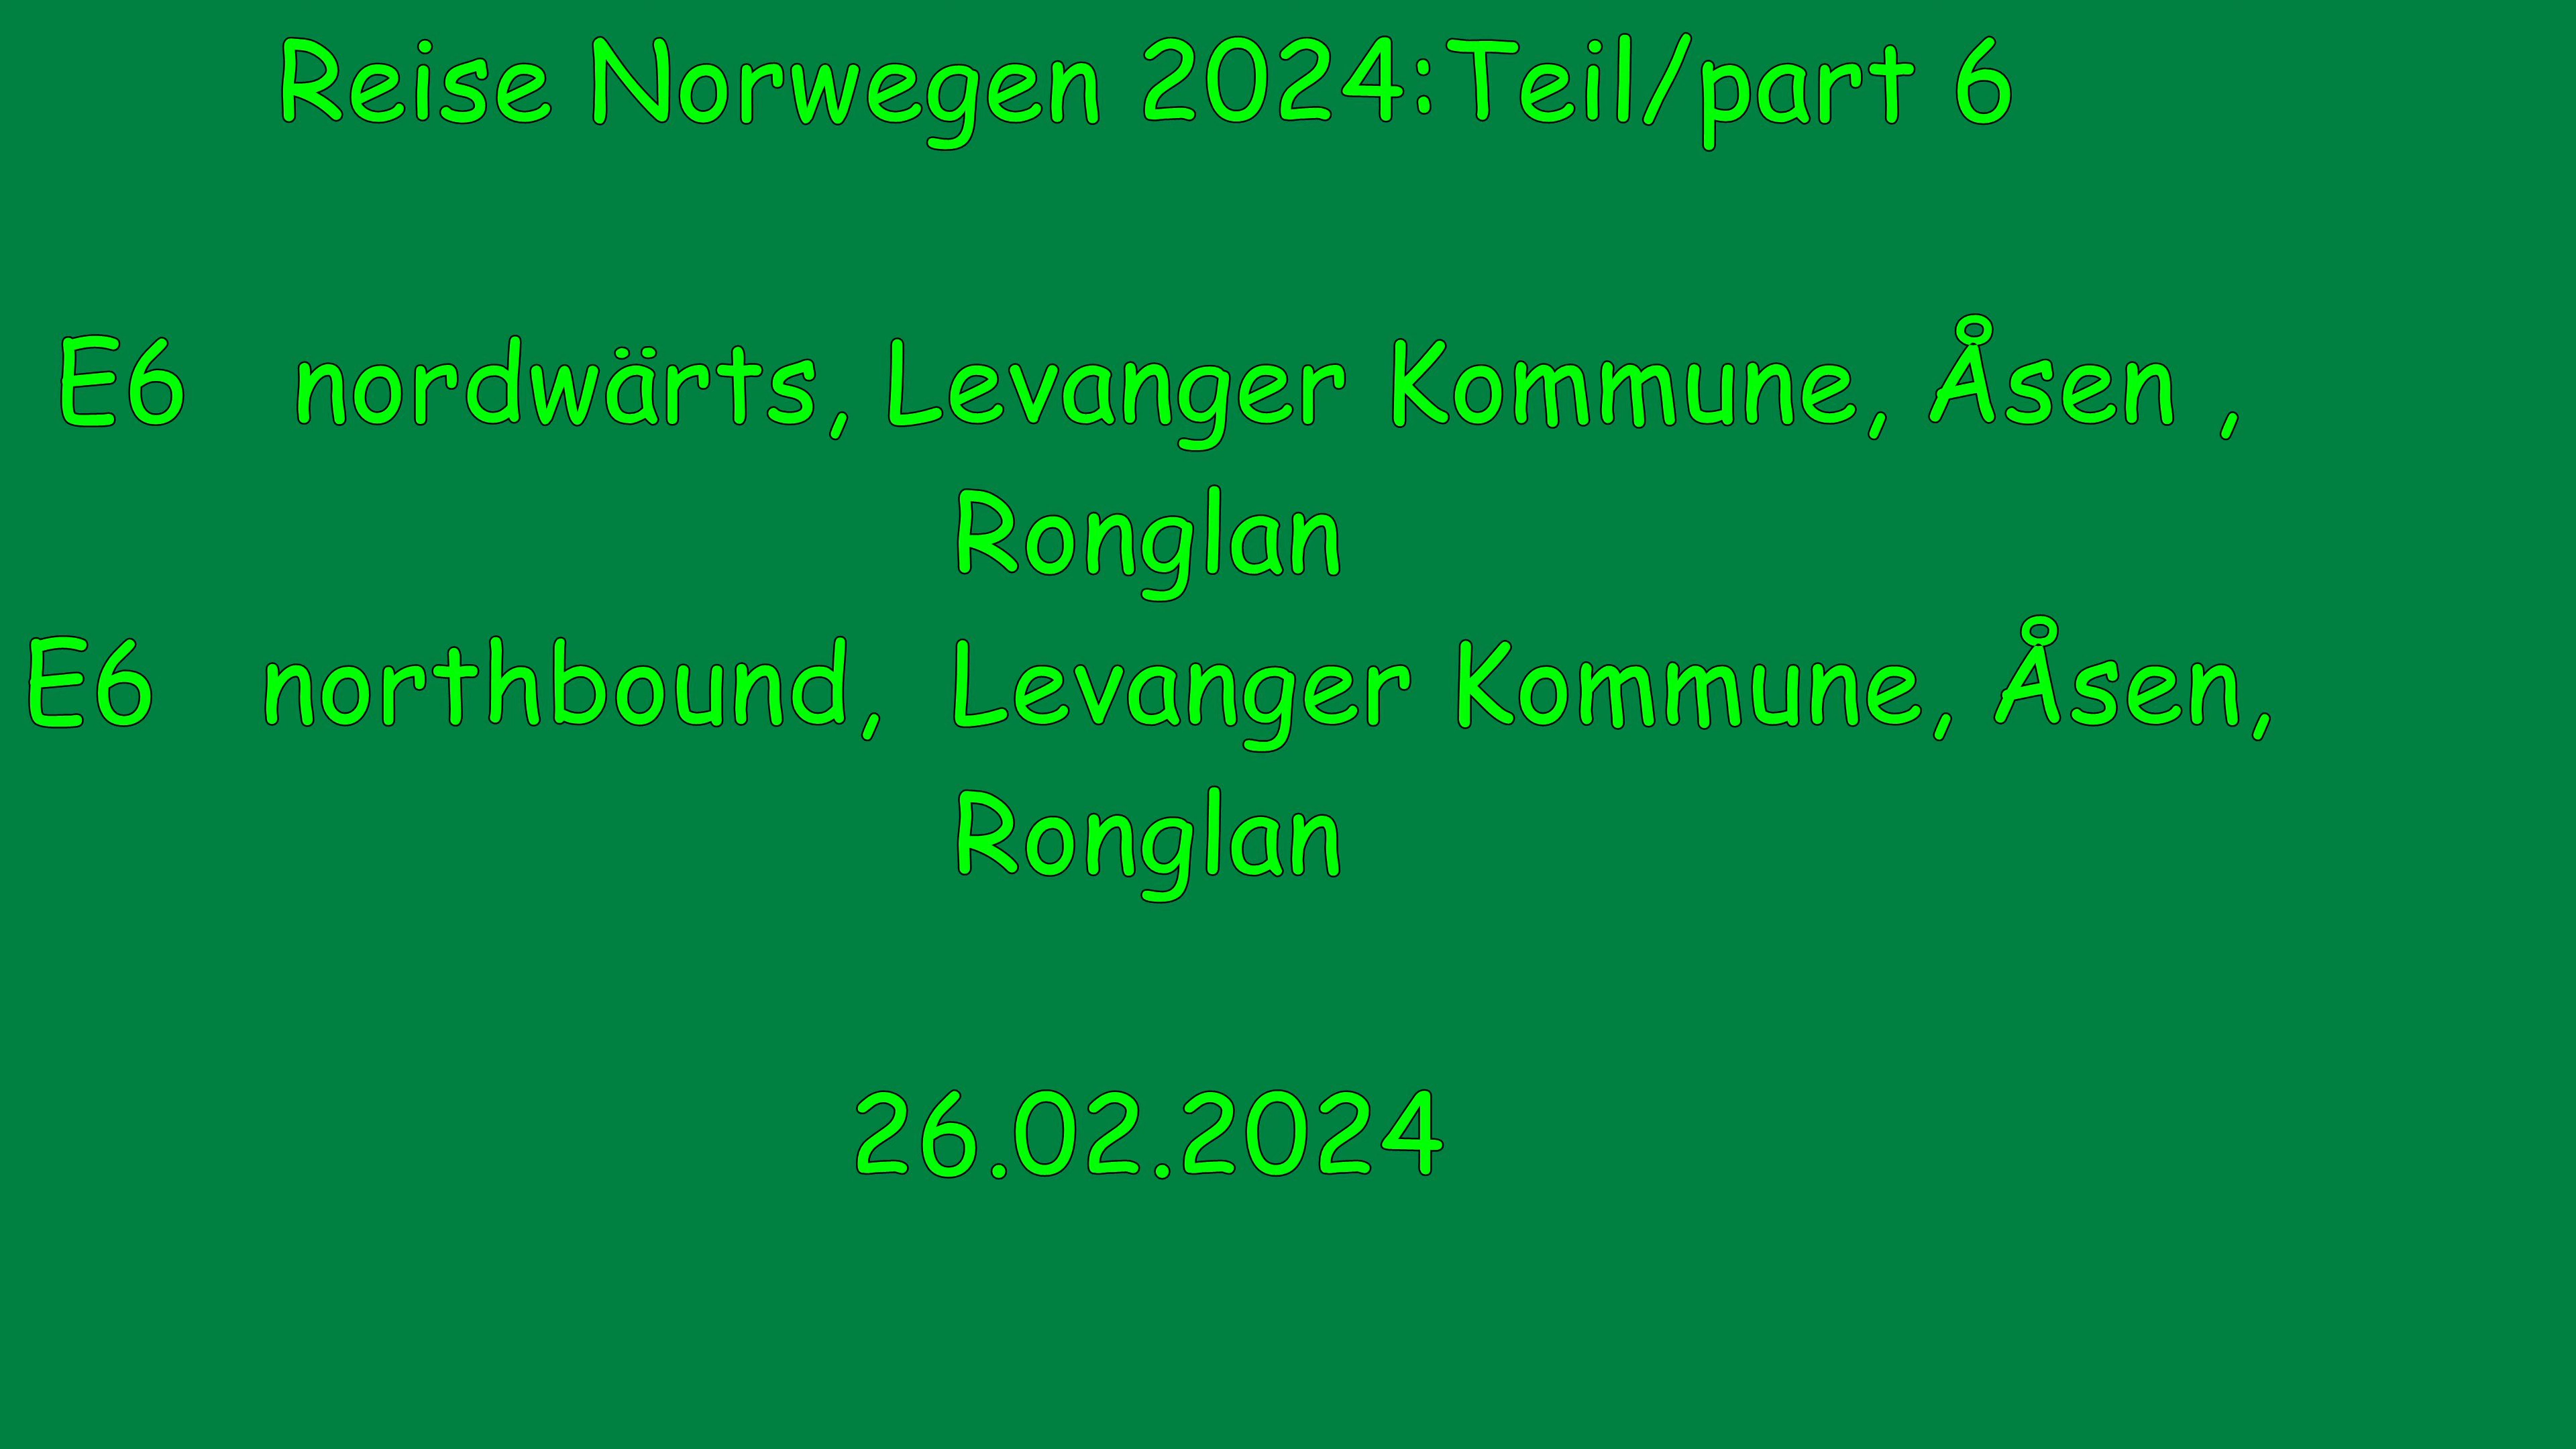 Reise Norwegen 2024:Teil/part 6
E6 nordwärts, Levanger Kommune, Åsen ,
Ronglan
E6 northbound, Levanger Kommune, Åsen,
Ronglan
26.02.2024